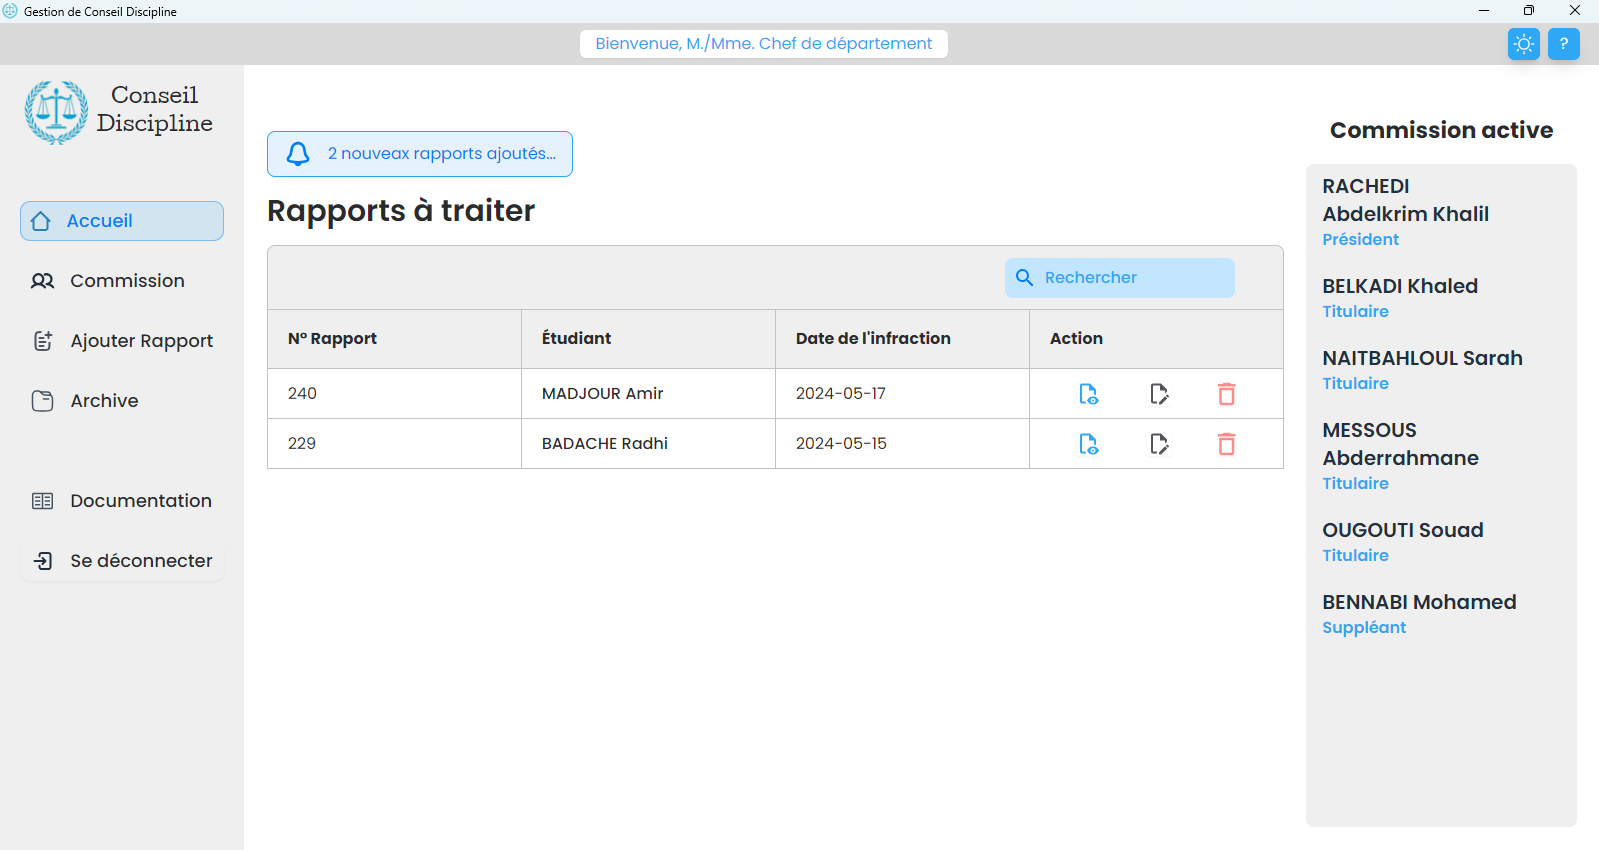 Gestion de Conseil Discipline
Bienvenue, M./Mme. Chef de département
?
Conseil
Discipline
Accueil
Commission
Ajouter Rapport
Archive
Documentation
Se déconnecter
2 nouveax rapports ajoutés...
Rapports à traiter
Rechercher
N° Rapport Étudiant Date de l'infraction Action
240 MADJOUR Amir 2024-05-17
229 BADACHE Radhi 2024-05-15
Commission active
RACHEDI
Abdelkrim Khalil
Président
BELKADI Khaled
Titulaire
NAITBAHLOUL Sarah
Titulaire
MESSOUS
Abderrahmane
Titulaire
OUGOUTI Souad
Titulaire
BENNABI Mohamed
Suppléant